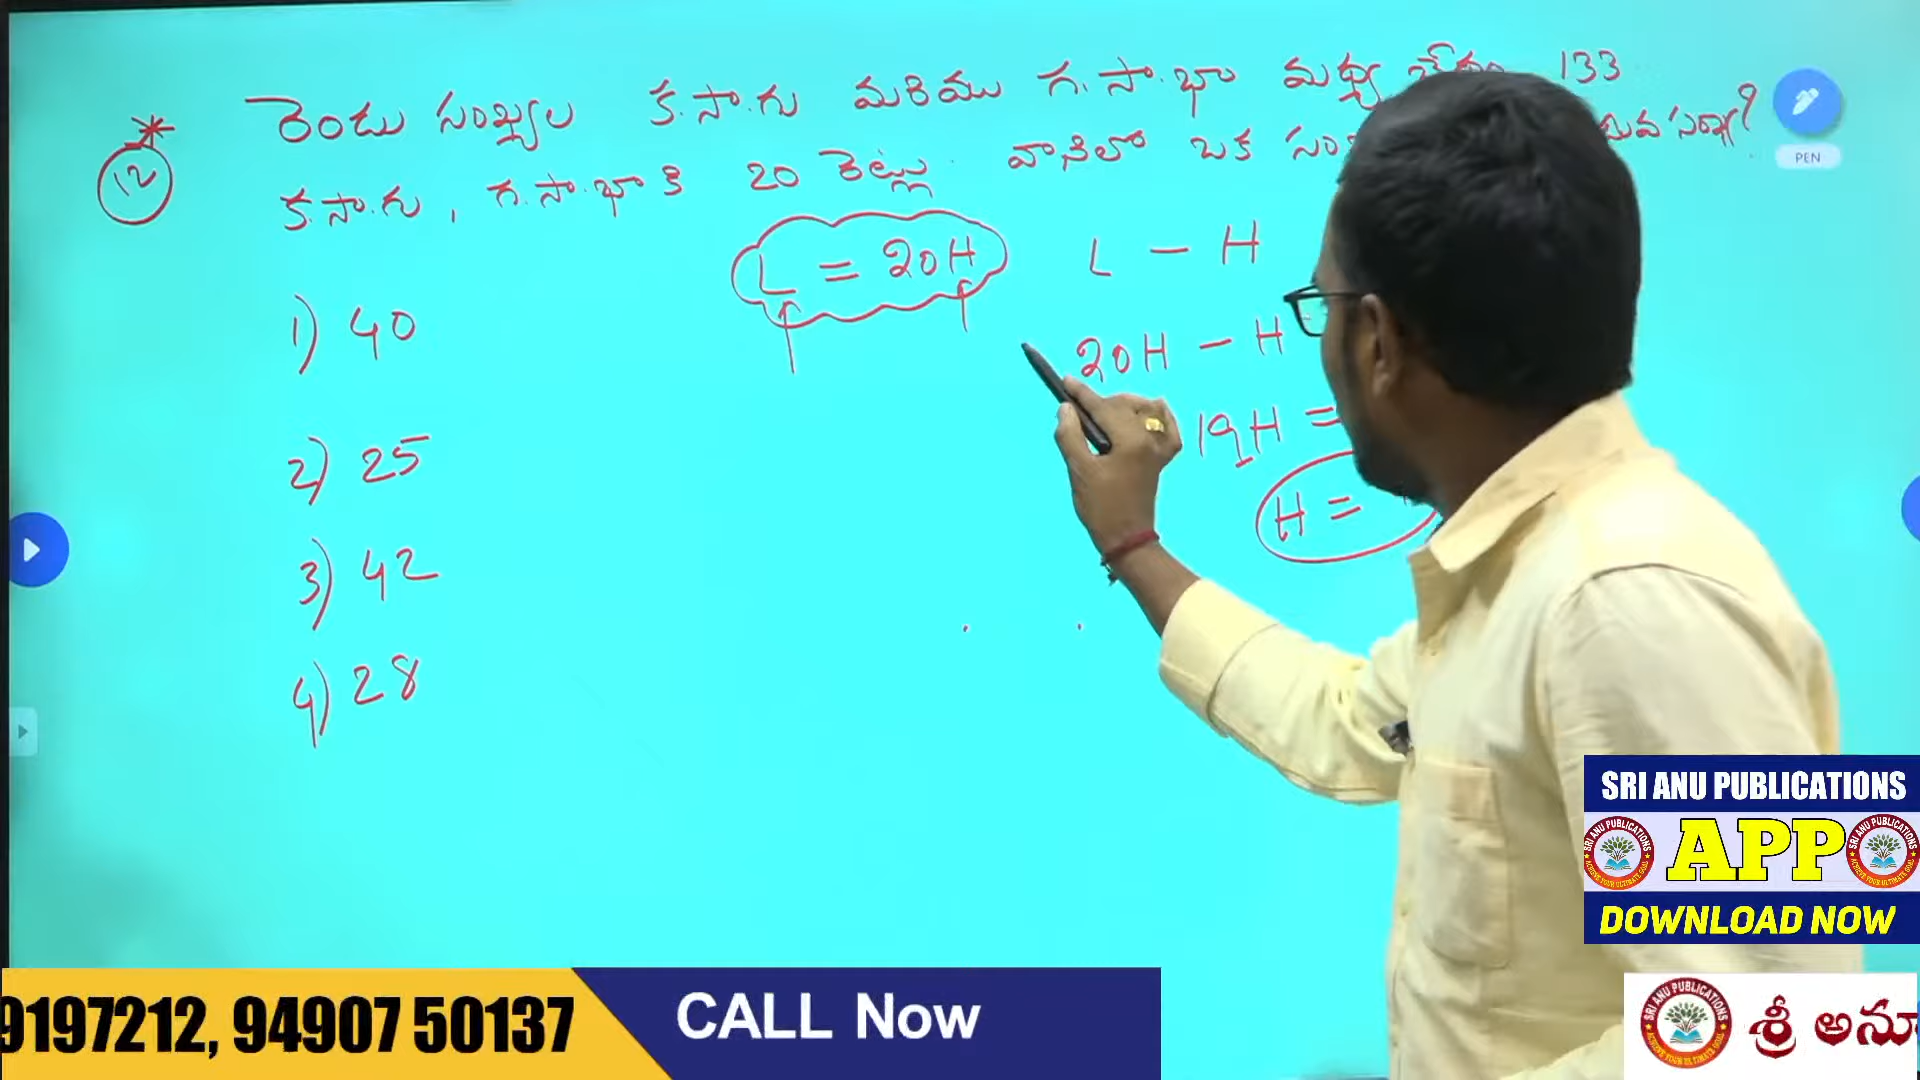 రెండు సంఖ్యల క.సా.గు మరియు గ.సా.భా మధ్య 133
12
క.సా.గు, గ.సా.భా కి 20 రెట్లు. వానిలో ఒక
PEN
L = 20H
L - H
1) 40
20H - H
19H =
2) 25
H =
3) 42
4) 28
SRI ANU PUBLICATIONS
APP
DOWNLOAD NOW
9197212, 94907 50137
CALL Now
శ్రీ అనూ